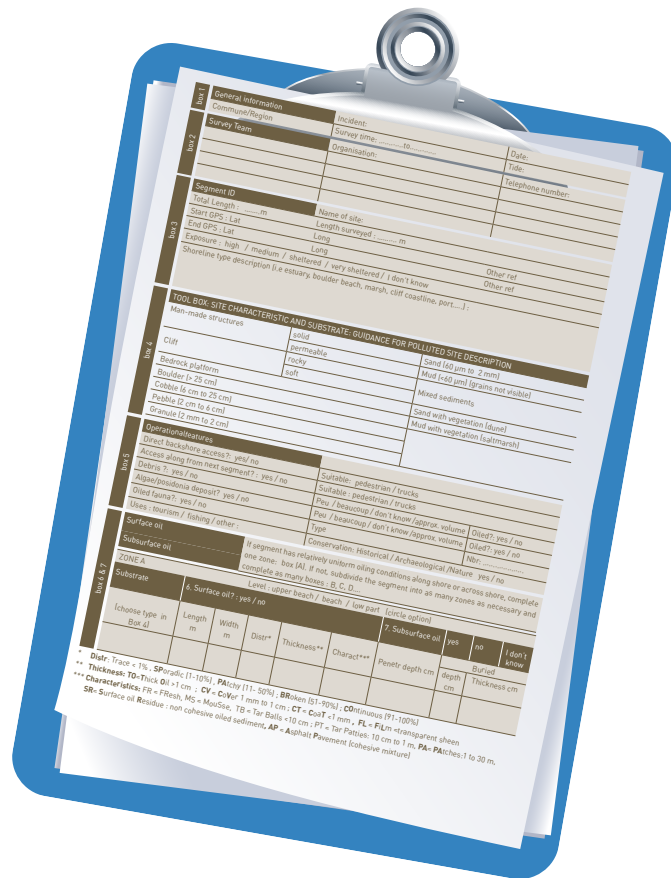 box 1
General information
Incident:
Date:
Commune/Region
Survey time: ............to............
Tide:
box 2
Survey Team
Organisation:
Telephone number:
box 3
Segment ID
Name of site:
Total Length : .......m
Length surveyed : ......... m
Start GPS : Lat
Long
Other ref
End GPS : Lat
Long
Other ref
Exposure : high / medium / sheltered / very sheltered / I don't know
Shoreline type description (i.e estuary, boulder beach, marsh, cliff coastline, port,....) :
box 4
TOOL BOX: SITE CHARACTERISTIC AND SUBSTRATE: GUIDANCE FOR POLLUTED SITE DESCRIPTION
Man-made structures
solid
permeable
Cliff
rocky
soft
Bedrock platform
Boulder (> 25 cm)
Cobble (6 cm to 25 cm)
Pebble (2 cm to 6 cm)
Granule (2 mm to 2 cm)
Sand (60 µm to 2 mm)
Mud (<60 µm) (grains not visible)
Mixed sediments
Sand with vegetation (dune)
Mud with vegetation (saltmarsh)
box 5
Operationalfeatures
Direct backshore access?: yes/ no
Suitable: pedestrian / trucks
Access along from next segment? : yes / no
Suitable : pedestrian / trucks
Debris ?: yes / no
Peu / beaucoup / don't know /approx. volume
Oiled?: yes / no
Algae/posidonia deposit? yes / no
Peu / beaucoup / don't know /approx. volume
Oiled?: yes / no
Oiled fauna?: yes / no
Type
Nbr: ..................
Uses : tourism / fishing / other :
Conservation: Historical / Archaeological /Nature : yes / no
box 6 & 7
Surface oil
Subsurface oil
If segment has relatively uniform oiling conditions along shore or across shore, complete
one zone: box (A). If not, subdivide the segment into as many zones as necessary and
complete as many boxes : B, C, D....
ZONE A
Level : upper beach / beach / low part (circle option)
Substrate
6. Surface oil? : yes / no
7. Subsurface oil
yes
no
I don't know
(choose type in Box 4)
Length m
Width m
Distr*
Thickness**
Charact***
Penetr depth cm
Buried
depth cm
Thickness cm
* Distr: Trace < 1% , SPoradic (1-10%) , PAtchy (11- 50%) ; BRoken (51-90%) ; COntinuous (91-100%)
** Thickness: TO=Thick Oil >1 cm ; CV = CoVer 1 mm to 1 cm ; CT = CoaT <1 mm , FL = FiLm =transparent sheen
*** Characteristics: FR = FResh, MS = MouSse, TB = Tar Balls <10 cm ; PT = Tar Patties: 10 cm to 1 m, PA= PAtches:1 to 30 m,
SR= Surface oil Residue : non cohesive oiled sediment, AP = Asphalt Pavement (cohesive mixture)